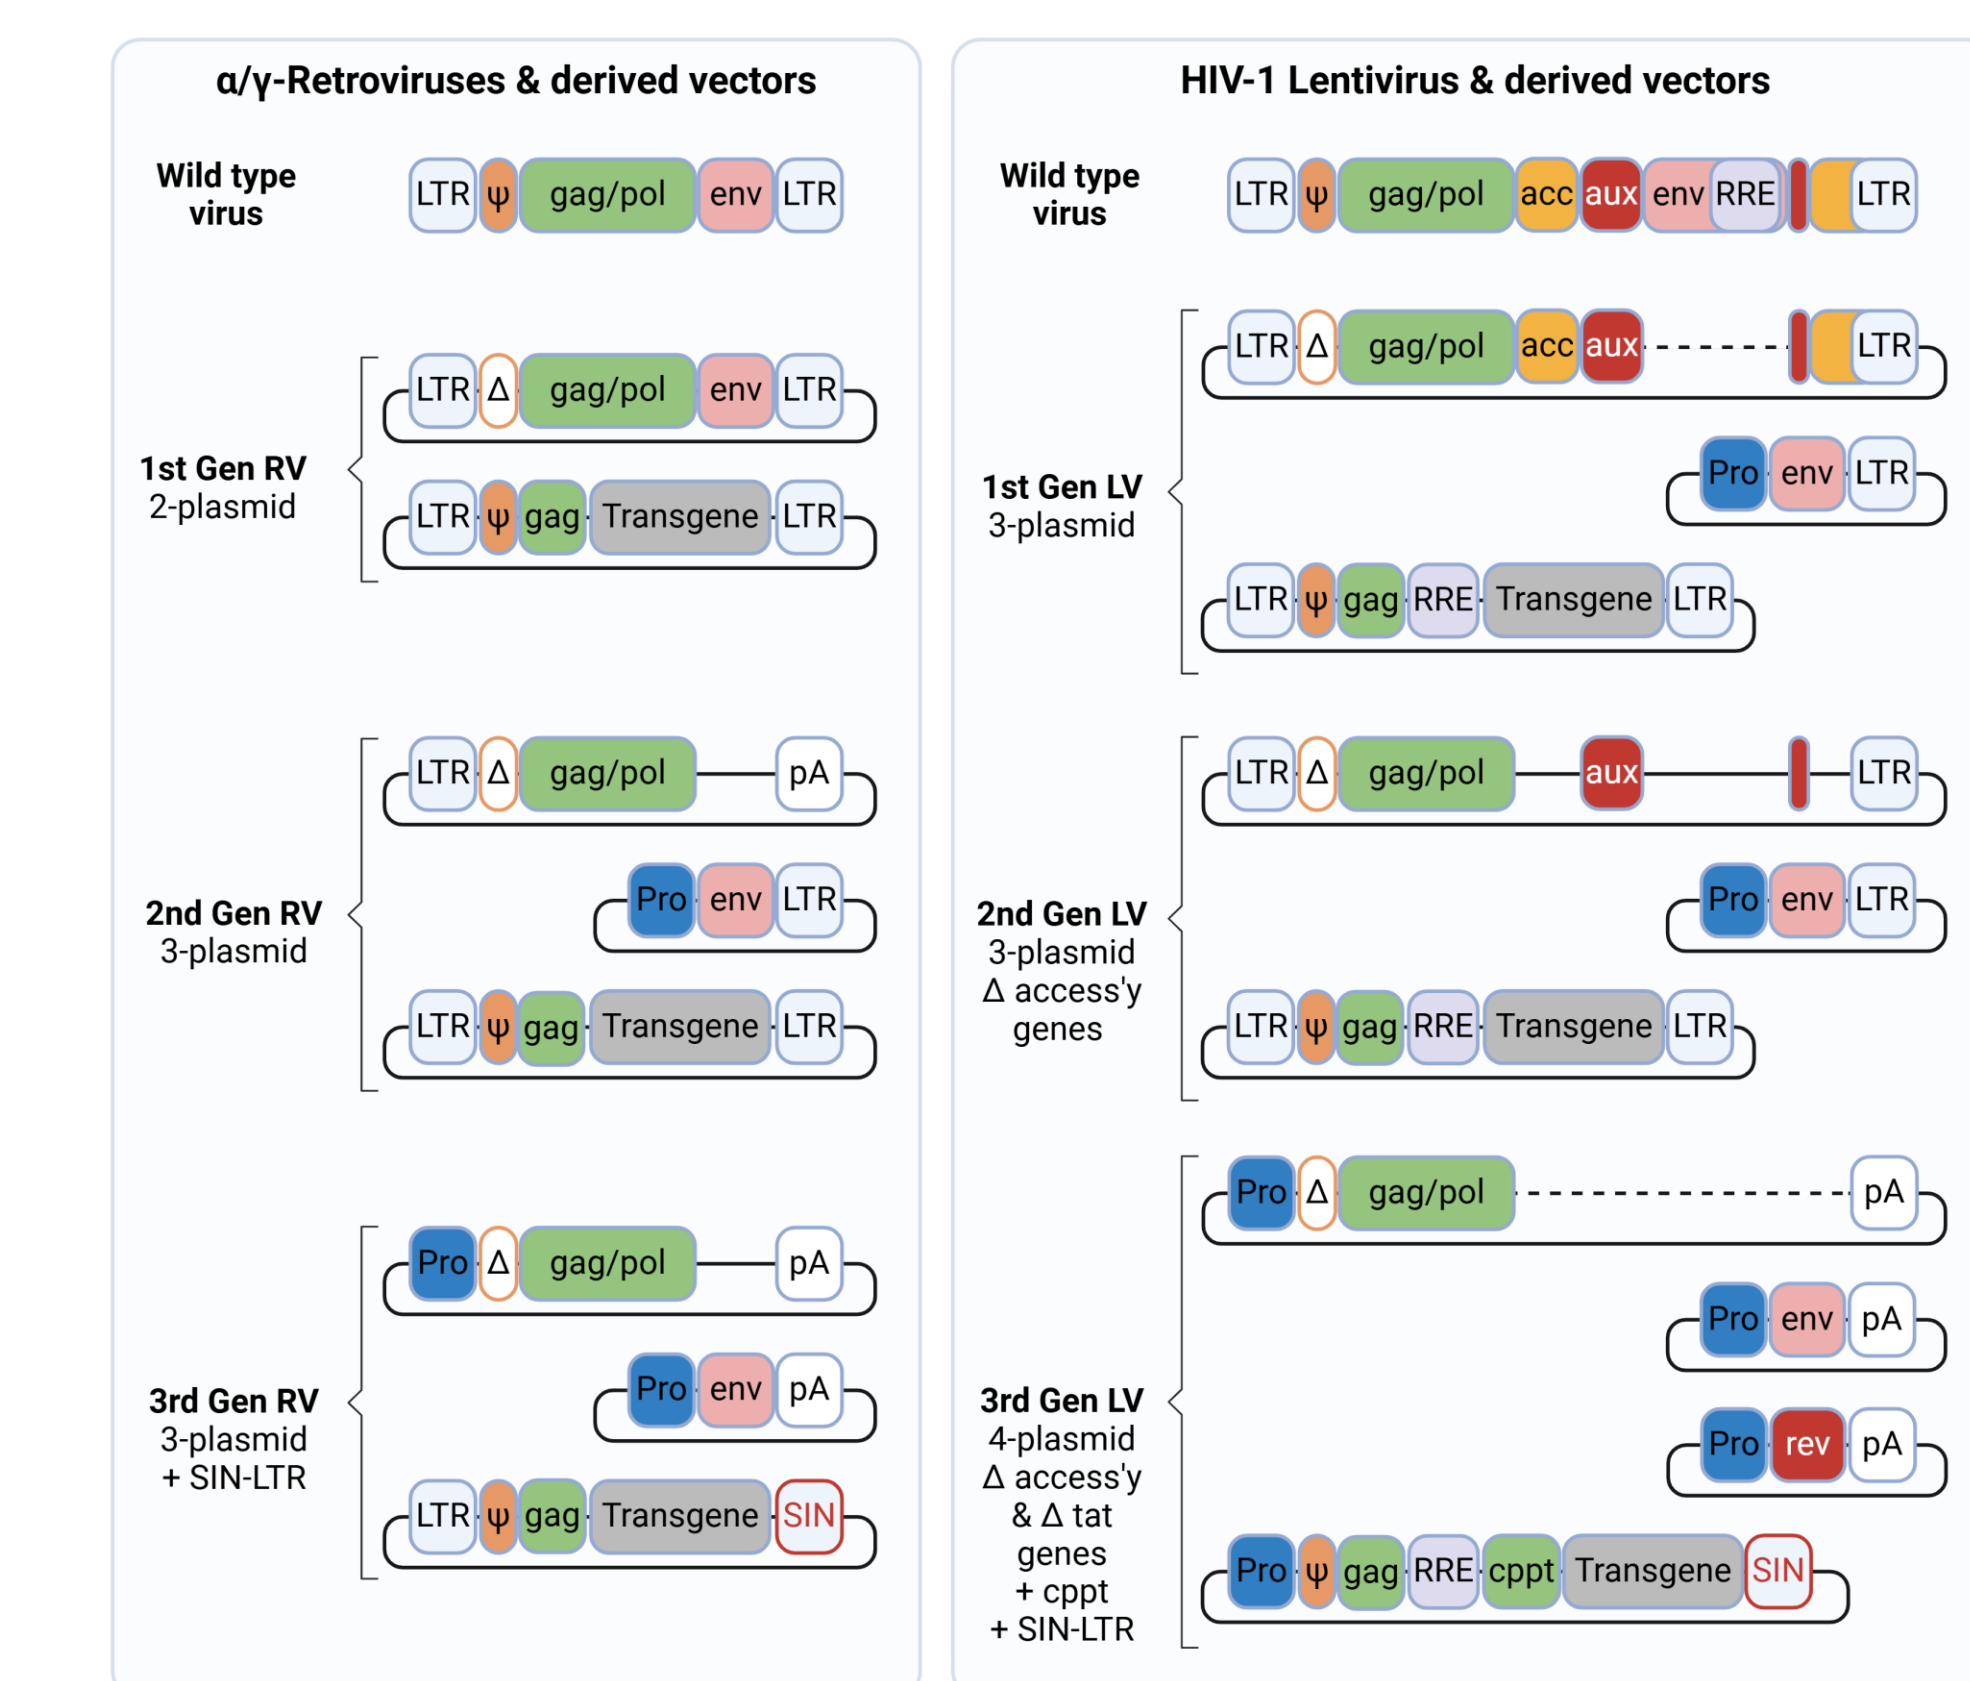 α/γ-Retroviruses & derived vectors
Wild type
virus
LTR ψ gag/pol env LTR
1st Gen RV
2-plasmid
LTR Δ gag/pol env LTR
LTR ψ gag Transgene LTR
2nd Gen RV
3-plasmid
LTR Δ gag/pol pA
Pro env LTR
LTR ψ gag Transgene LTR
3rd Gen RV
3-plasmid
+ SIN-LTR
Pro Δ gag/pol pA
Pro env pA
LTR ψ gag Transgene SIN
HIV-1 Lentivirus & derived vectors
Wild type
virus
LTR ψ gag/pol acc aux env RRE LTR
1st Gen LV
3-plasmid
LTR Δ gag/pol acc aux LTR
Pro env LTR
LTR ψ gag RRE Transgene LTR
2nd Gen LV
3-plasmid
Δ access'y
genes
LTR Δ gag/pol aux LTR
Pro env LTR
LTR ψ gag RRE Transgene LTR
3rd Gen LV
4-plasmid
Δ access'y
& Δ tat
genes
+ cppt
+ SIN-LTR
Pro Δ gag/pol pA
Pro env pA
Pro rev pA
Pro ψ gag RRE cppt Transgene SIN